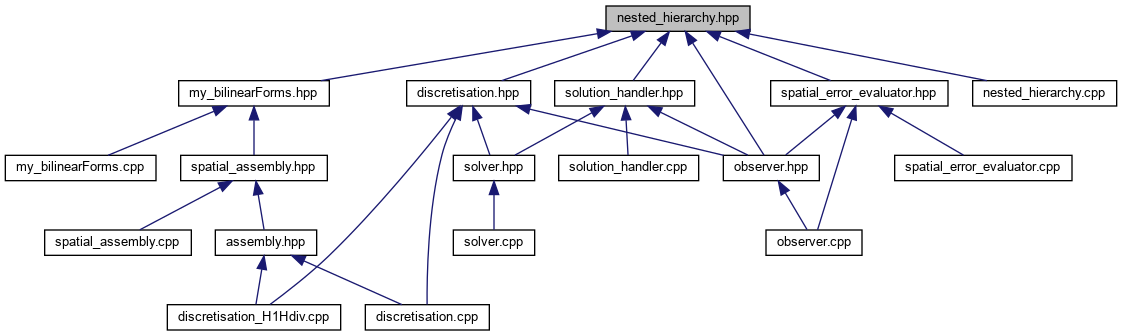 nested_hierarchy.hpp
my_bilinearForms.hpp
discretisation.hpp
solution_handler.hpp
spatial_error_evaluator.hpp
nested_hierarchy.cpp
my_bilinearForms.cpp
spatial_assembly.hpp
solver.hpp
solution_handler.cpp
observer.hpp
spatial_error_evaluator.cpp
spatial_assembly.cpp
assembly.hpp
solver.cpp
observer.cpp
discretisation_H1Hdiv.cpp
discretisation.cpp